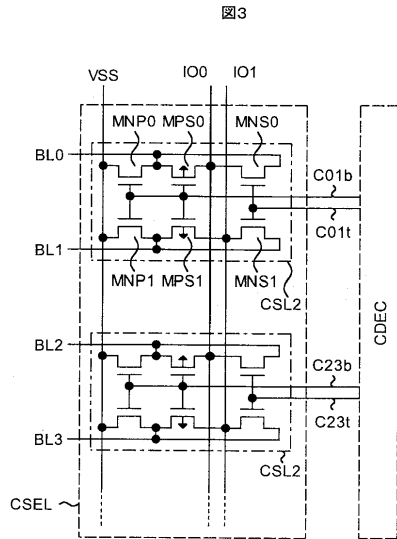 図3
VSS IO0 IO1
MNP0 MPS0 MNS0
BL0
C01b
C01t
BL1
MNP1 MPS1 MNS1
CSL2
CDEC
BL2
C23b
C23t
BL3
CSL2
CSEL